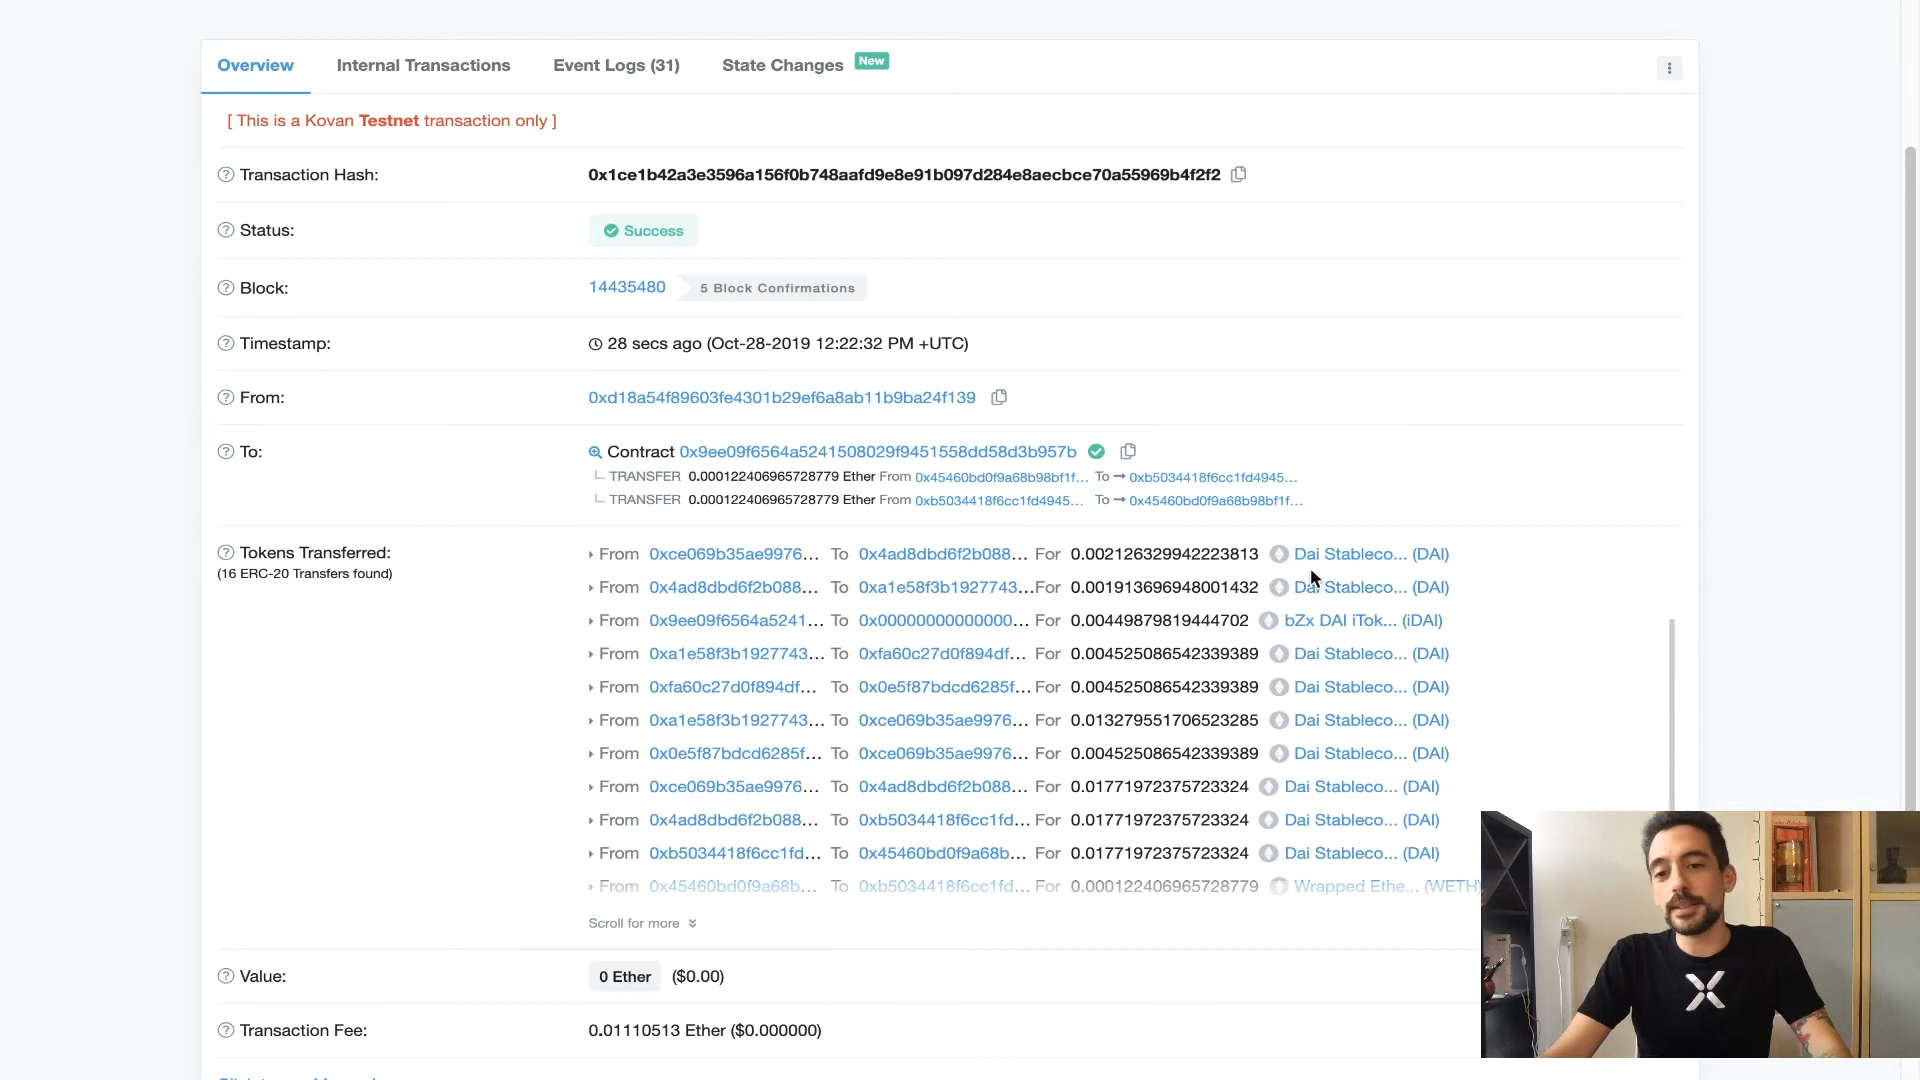 Overview Internal Transactions Event Logs (31) State Changes New
[ This is a Kovan Testnet transaction only ]
Transaction Hash: 0x1ce1b42a3e3596a156f0b748aafd9e8e91b097d284e8aecbce70a55969b4f2f2
Status: Success
Block: 14435480 5 Block Confirmations
Timestamp: 28 secs ago (Oct-28-2019 12:22:32 PM +UTC)
From: 0xd18a54f89603fe4301b29ef6a8ab11b9ba24f139
To: Contract 0x9ee09f6564a5241508029f9451558dd58d3b957b
TRANSFER 0.000122406965728779 Ether From 0x45460bd0f9a68b98bf1f... To → 0xb5034418f6cc1fd4945...
TRANSFER 0.000122406965728779 Ether From 0xb5034418f6cc1fd4945... To → 0x45460bd0f9a68b98bf1f...
Tokens Transferred: From 0xce069b35ae9976... To 0x4ad8dbd6f2b088... For 0.002126329942223813 Dai Stableco... (DAI)
(16 ERC-20 Transfers found)
From 0x4ad8dbd6f2b088... To 0xa1e58f3b1927743... For 0.001913696948001432 Dai Stableco... (DAI)
From 0x9ee09f6564a5241... To 0x00000000000000... For 0.00449879819444702 bZx DAI iTok... (iDAI)
From 0xa1e58f3b1927743... To 0xfa60c27d0f894df... For 0.004525086542339389 Dai Stableco... (DAI)
From 0xfa60c27d0f894df... To 0x0e5f87bdcd6285f... For 0.004525086542339389 Dai Stableco... (DAI)
From 0xa1e58f3b1927743... To 0xce069b35ae9976... For 0.013279551706523285 Dai Stableco... (DAI)
From 0x0e5f87bdcd6285f... To 0xce069b35ae9976... For 0.004525086542339389 Dai Stableco... (DAI)
From 0xce069b35ae9976... To 0x4ad8dbd6f2b088... For 0.01771972375723324 Dai Stableco... (DAI)
From 0x4ad8dbd6f2b088... To 0xb5034418f6cc1fd... For 0.01771972375723324 Dai Stableco... (DAI)
From 0xb5034418f6cc1fd... To 0x45460bd0f9a68b... For 0.01771972375723324 Dai Stableco... (DAI)
From 0x45460bd0f9a68b... To 0xb5034418f6cc1fd... For 0.000122406965728779 Wrapped Ethe... (WETH)
Scroll for more
Value: 0 Ether ($0.00)
Transaction Fee: 0.01110513 Ether ($0.000000)